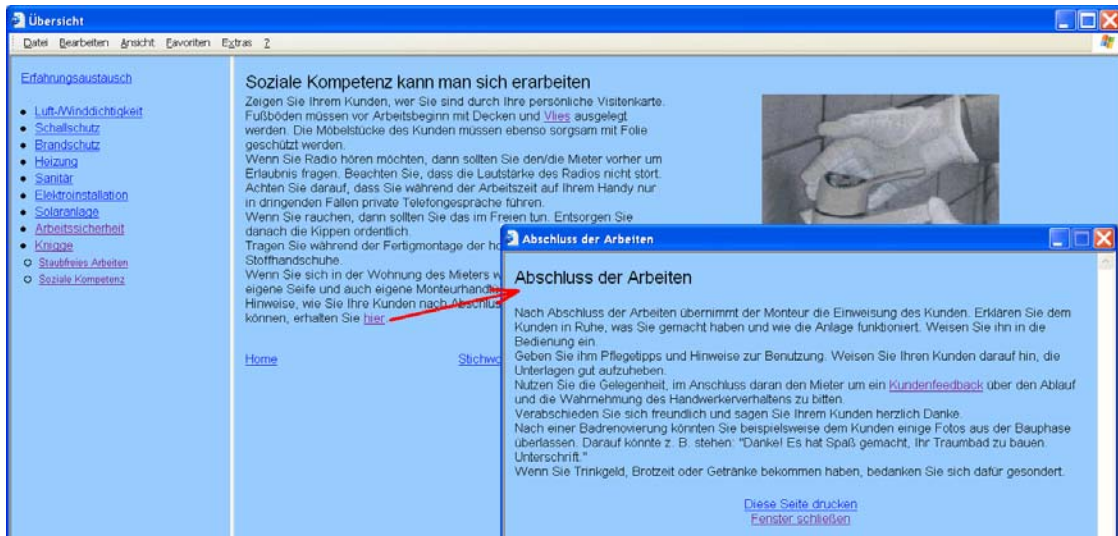 Übersicht
Datei Bearbeiten Ansicht Favoriten Extras ?
Erfahrungsaustausch
Luft-/Winddichtigkeit
Schallschutz
Brandschutz
Heizung
Sanitär
Elektroinstallation
Solaranlage
Arbeitssicherheit
Knigge
Staubfreies Arbeiten
Soziale Kompetenz
Soziale Kompetenz kann man sich erarbeiten
Zeigen Sie Ihrem Kunden, wer Sie sind durch Ihre persönliche Visitenkarte.
Fußböden müssen vor Arbeitsbeginn mit Decken und Vlies ausgelegt
werden. Die Möbelstücke des Kunden müssen ebenso sorgsam mit Folie
geschützt werden.
Wenn Sie Radio hören möchten, dann sollten Sie den/die Mieter vorher um
Erlaubnis fragen. Beachten Sie, dass die Lautstärke des Radios nicht stört.
Achten Sie darauf, dass Sie während der Arbeitszeit auf Ihrem Handy nur
in dringenden Fällen private Telefongespräche führen.
Wenn Sie rauchen, dann sollten Sie das im Freien tun. Entsorgen Sie
danach die Kippen ordentlich.
Tragen Sie während der Fertigmontage der
Stoffhandschuhe.
Wenn Sie sich in der Wohnung des Mieters
eigene Seife und auch eigene
Hinweise, wie Sie Ihre Kunden nach
können, erhalten Sie hier
Home
Abschluss der Arbeiten
Abschluss der Arbeiten
Nach Abschluss der Arbeiten übernimmt der Monteur die Einweisung des Kunden. Erklären Sie dem
Kunden in Ruhe, was Sie gemacht haben und wie die Anlage funktioniert. Weisen Sie ihn in die
Bedienung ein.
Geben Sie ihm Pflegetipps und Hinweise zur Benutzung. Weisen Sie Ihren Kunden darauf hin, die
Unterlagen gut aufzuheben.
Nutzen Sie die Gelegenheit, im Anschluss daran den Mieter um ein Kundenfeedback über den Ablauf
und die Wahrnehmung des Handwerkerverhaltens zu bitten.
Verabschieden Sie sich freundlich und sagen Sie Ihrem Kunden herzlich Danke.
Nach einer Badrenovierung könnten Sie beispielsweise dem Kunden einige Fotos aus der Bauphase
überlassen. Darauf könnte z. B. stehen: "Danke! Es hat Spaß gemacht, Ihr Traumbad zu bauen.
Unterschrift."
Wenn Sie Trinkgeld, Brotzeit oder Getränke bekommen haben, bedanken Sie sich dafür gesondert.
Diese Seite drucken
Fenster schließen